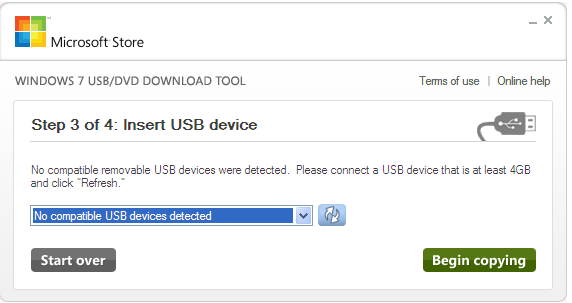 Microsoft Store
WINDOWS 7 USB/DVD DOWNLOAD TOOL
Terms of use | Online help
Step 3 of 4: Insert USB device
No compatible removable USB devices were detected. Please connect a USB device that is at least 4GB
and click "Refresh."
No compatible USB devices detected
Start over
Begin copying